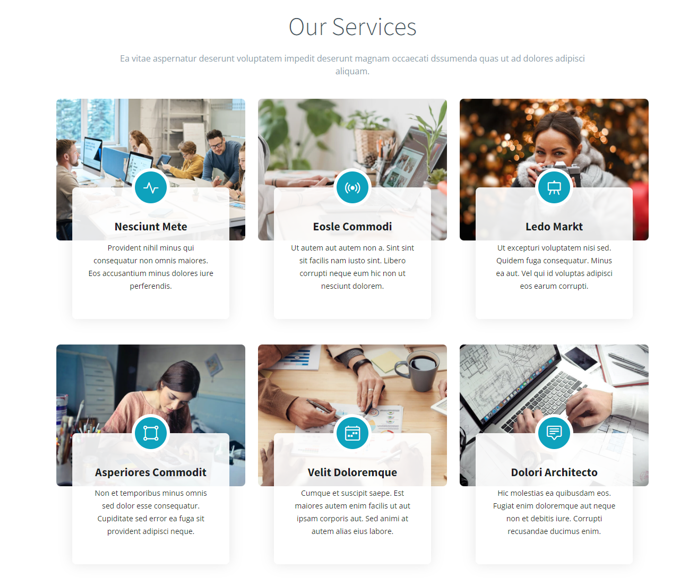 Our Services
Ea vitae aspernatur deserunt voluptatem impedit deserunt magnam occaecati dssumenda quas ut ad dolores adipisci
aliquam.
Nesciunt Mete
Provident nihil minus qui
consequatur non omnis maiores.
Eos accusantium minus dolores iure
perferendis.
Eosle Commodi
Ut autem aut autem non a. Sint sint
sit facilis nam iusto sint. Libero
corrupti neque eum hic non ut
nesciunt dolorem.
Ledo Markt
Ut excepturi voluptatem nisi sed.
Quidem fuga consequatur. Minus
ea aut. Vel qui id voluptas adipisci
eos earum corrupti.
Asperiores Commodit
Non et temporibus minus omnis
sed dolor esse consequatur.
Cupiditate sed error ea fuga sit
provident adipisci neque.
Velit Doloremque
Cumque et suscipit saepe. Est
maiores autem enim facilis ut aut
ipsam corporis aut. Sed animi at
autem alias eius labore.
Dolori Architecto
Hic molestias ea quibusdam eos.
Fugiat enim doloremque aut neque
non et debitis iure. Corrupti
recusandae ducimus enim.